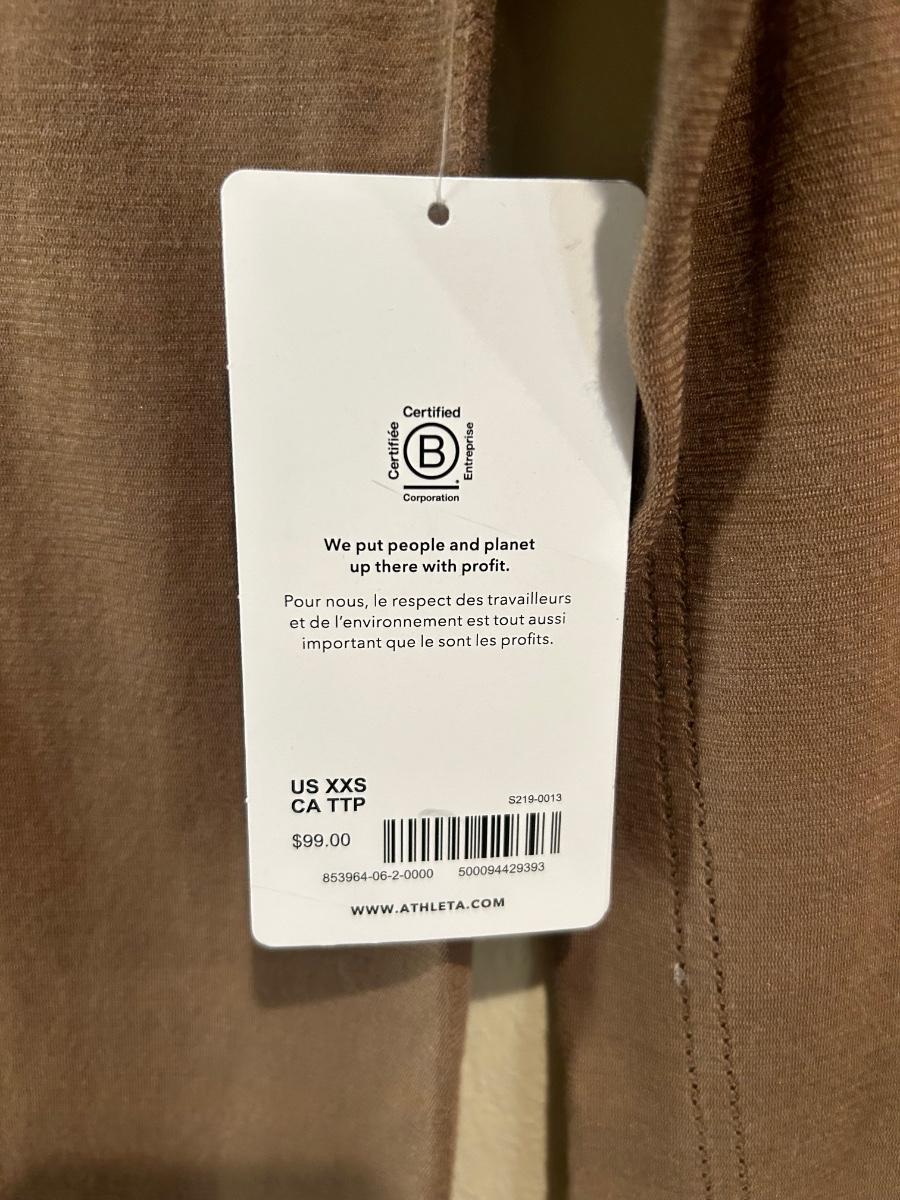 Certified
Certifiée
B
Entreprise
Corporation
We put people and planet
up there with profit.
Pour nous, le respect des travailleurs
et de l'environnement est tout aussi
important que le sont les profits.
US XXS
CA TTP
S219-0013
$99.00
853964-06-2-0000 500094429393
WWW.ATHLETA.COM